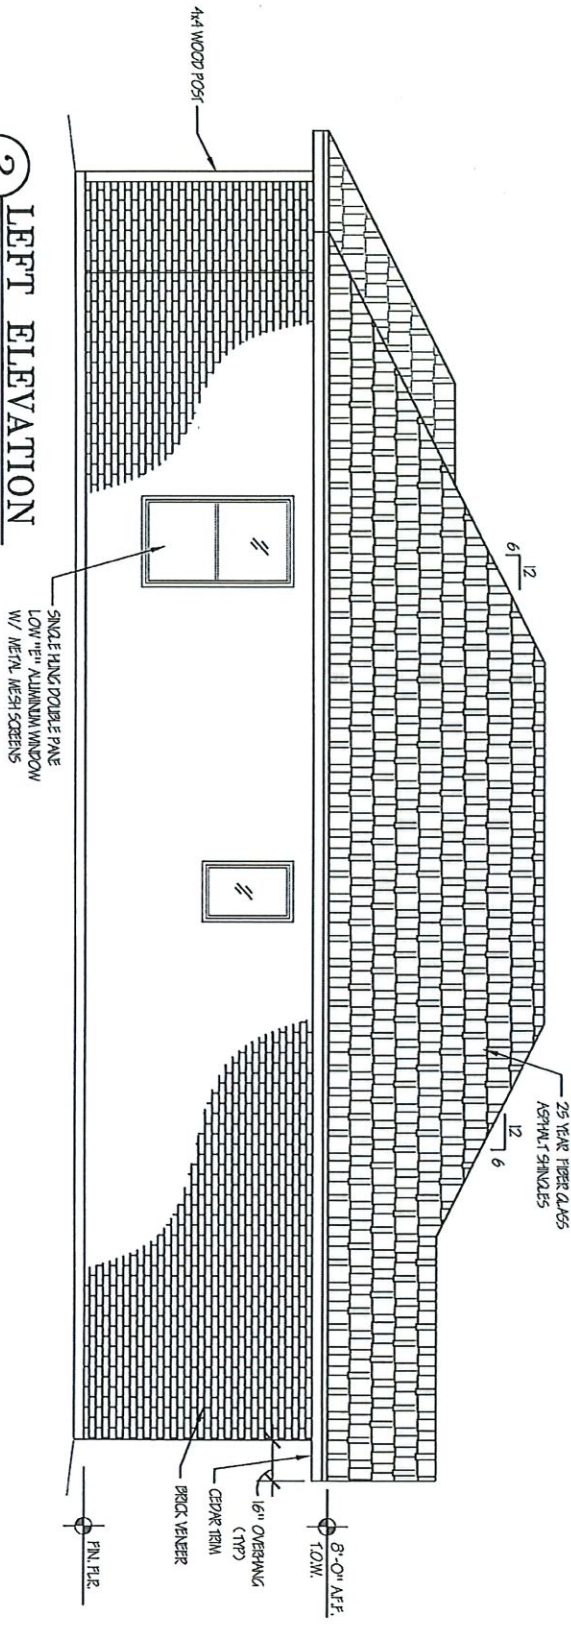 4x4 WOOD POST
2
LEFT ELEVATION
SINGLE HUNG DOUBLE PANE
LOW "E" ALUMINUM WINDOW
W/ METAL MESH SCREENS
12
6
12
6
25 YEAR FIBER GLASS
ASPHALT SHINGLES
8'-0" A.F.F.
T.O.W.
16" OVERHANG
(TYP)
CEDAR TRIM
BRICK VENEER
FIN. FLR.